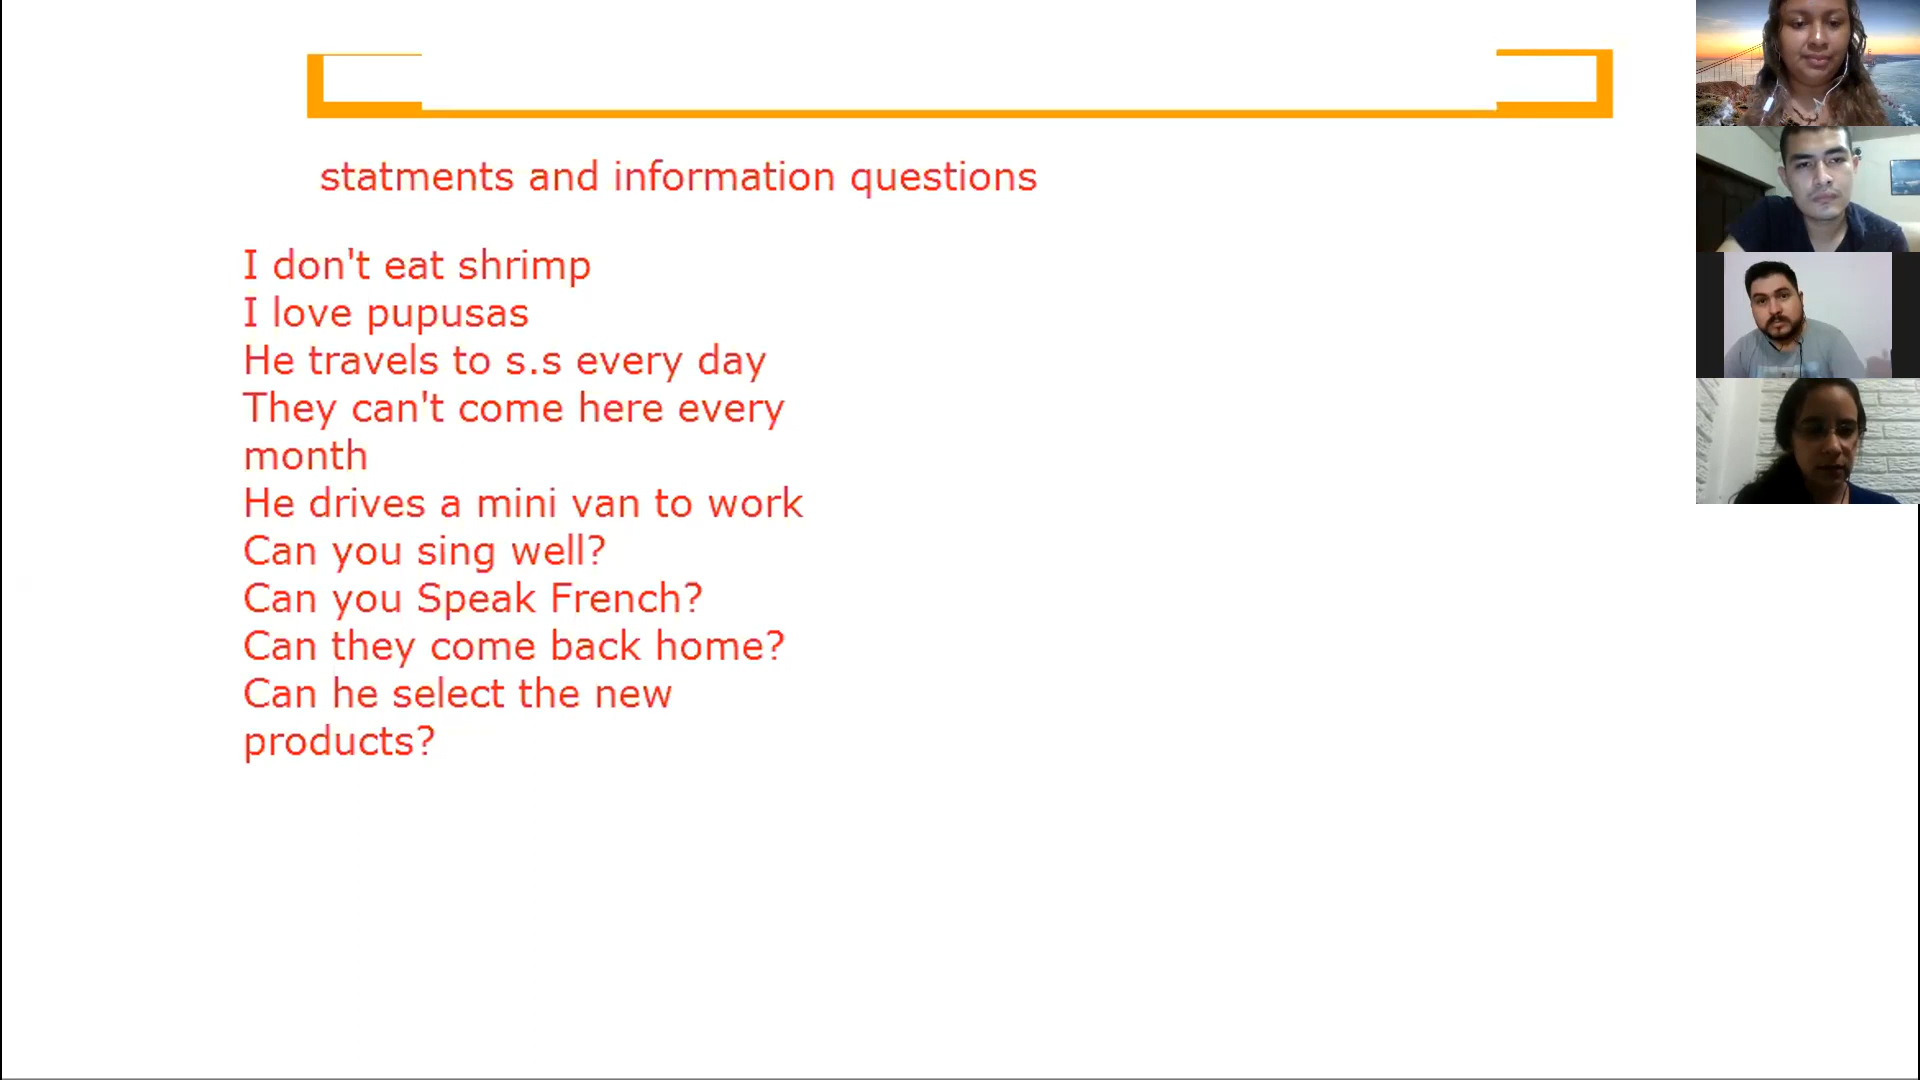 statments and information questions
I don't eat shrimp
I love pupusas
He travels to s.s every day
They can't come here every
month
He drives a mini van to work
Can you sing well?
Can you Speak French?
Can they come back home?
Can he select the new
products?